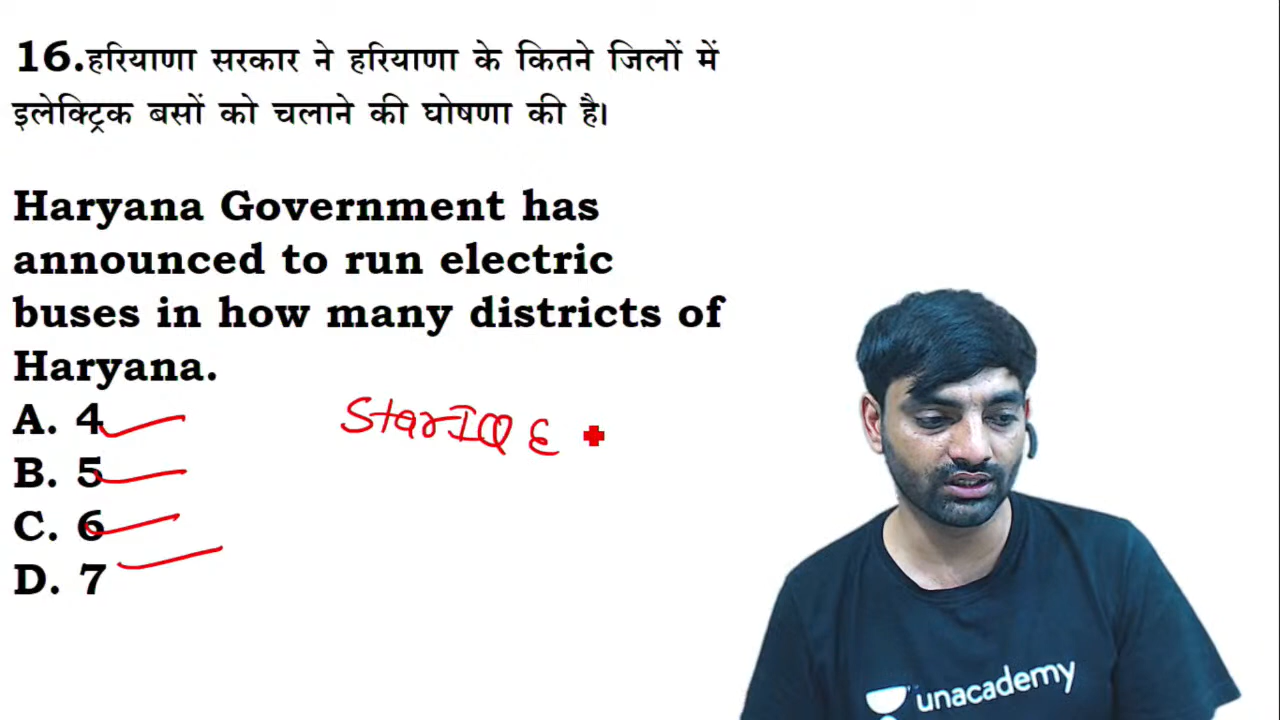 16.हरियाणा सरकार ने हरियाणा के कितने जिलों में
इलेक्ट्रिक बसों को चलाने की घोषणा की है।
Haryana Government has
announced to run electric
buses in how many districts of
Haryana.
A. 4
B. 5
C. 6
D. 7
StarIQ E
unacademy